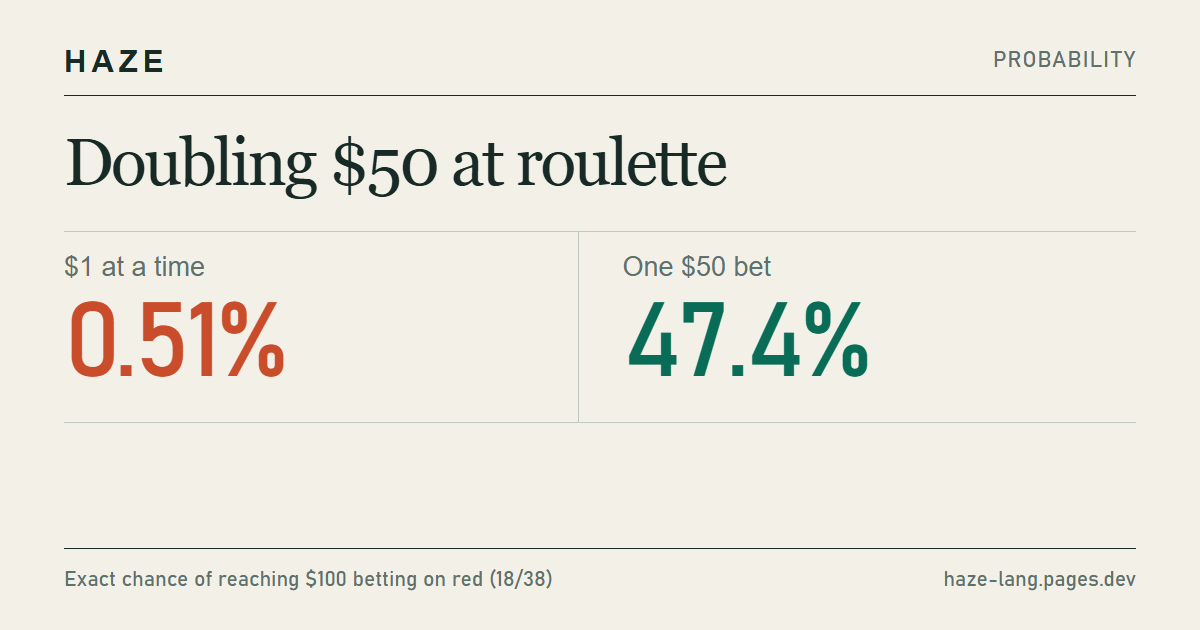 HAZE
PROBABILITY
Doubling $50 at roulette
$1 at a time
0.51%
One $50 bet
47.4%
Exact chance of reaching $100 betting on red (18/38)
haze-lang.pages.dev